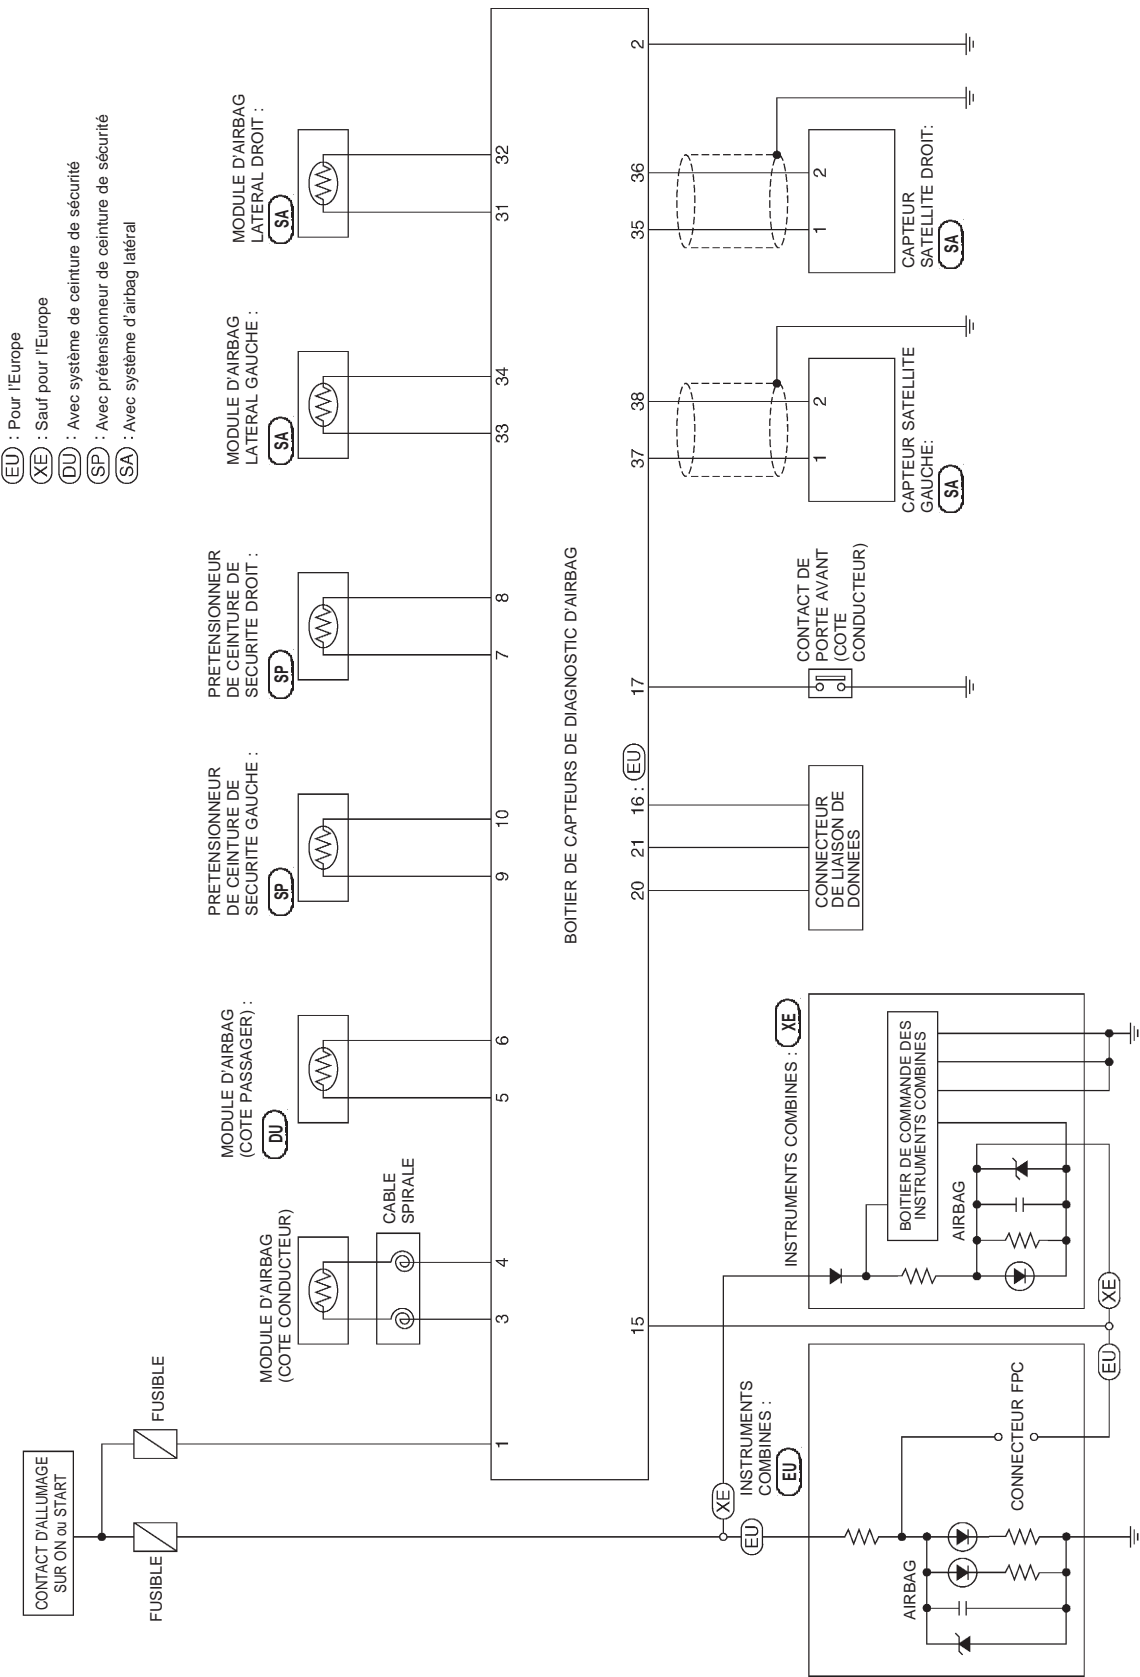 EU : Pour l'Europe
XE : Sauf pour l'Europe
DU : Avec système de ceinture de sécurité
SP : Avec prétensionneur de ceinture de sécurité
SA : Avec système d'airbag latéral
CONTACT D'ALLUMAGE
SUR ON ou START
FUSIBLE
FUSIBLE
MODULE D'AIRBAG
(COTE CONDUCTEUR)
CABLE
SPIRALE
MODULE D'AIRBAG
(COTE PASSAGER) :
DU
PRETENSIONNEUR
DE CEINTURE DE
SECURITE GAUCHE :
SP
PRETENSIONNEUR
DE CEINTURE DE
SECURITE DROIT :
SP
MODULE D'AIRBAG
LATERAL GAUCHE :
SA
MODULE D'AIRBAG
LATERAL DROIT :
SA
1
3
4
5
6
9
10
7
8
33
34
31
32
BOITIER DE CAPTEURS DE DIAGNOSTIC D'AIRBAG
15
20
21
16 : EU
17
37
38
35
36
2
XE
EU
INSTRUMENTS
COMBINES :
EU
AIRBAG
CONNECTEUR FPC
EU
XE
INSTRUMENTS COMBINES : XE
BOITIER DE COMMANDE DES
INSTRUMENTS COMBINES
AIRBAG
CONNECTEUR
DE LIAISON DE
DONNEES
CONTACT DE
PORTE AVANT
(COTE
CONDUCTEUR)
1
2
CAPTEUR SATELLITE
GAUCHE:
SA
1
2
CAPTEUR
SATELLITE DROIT:
SA